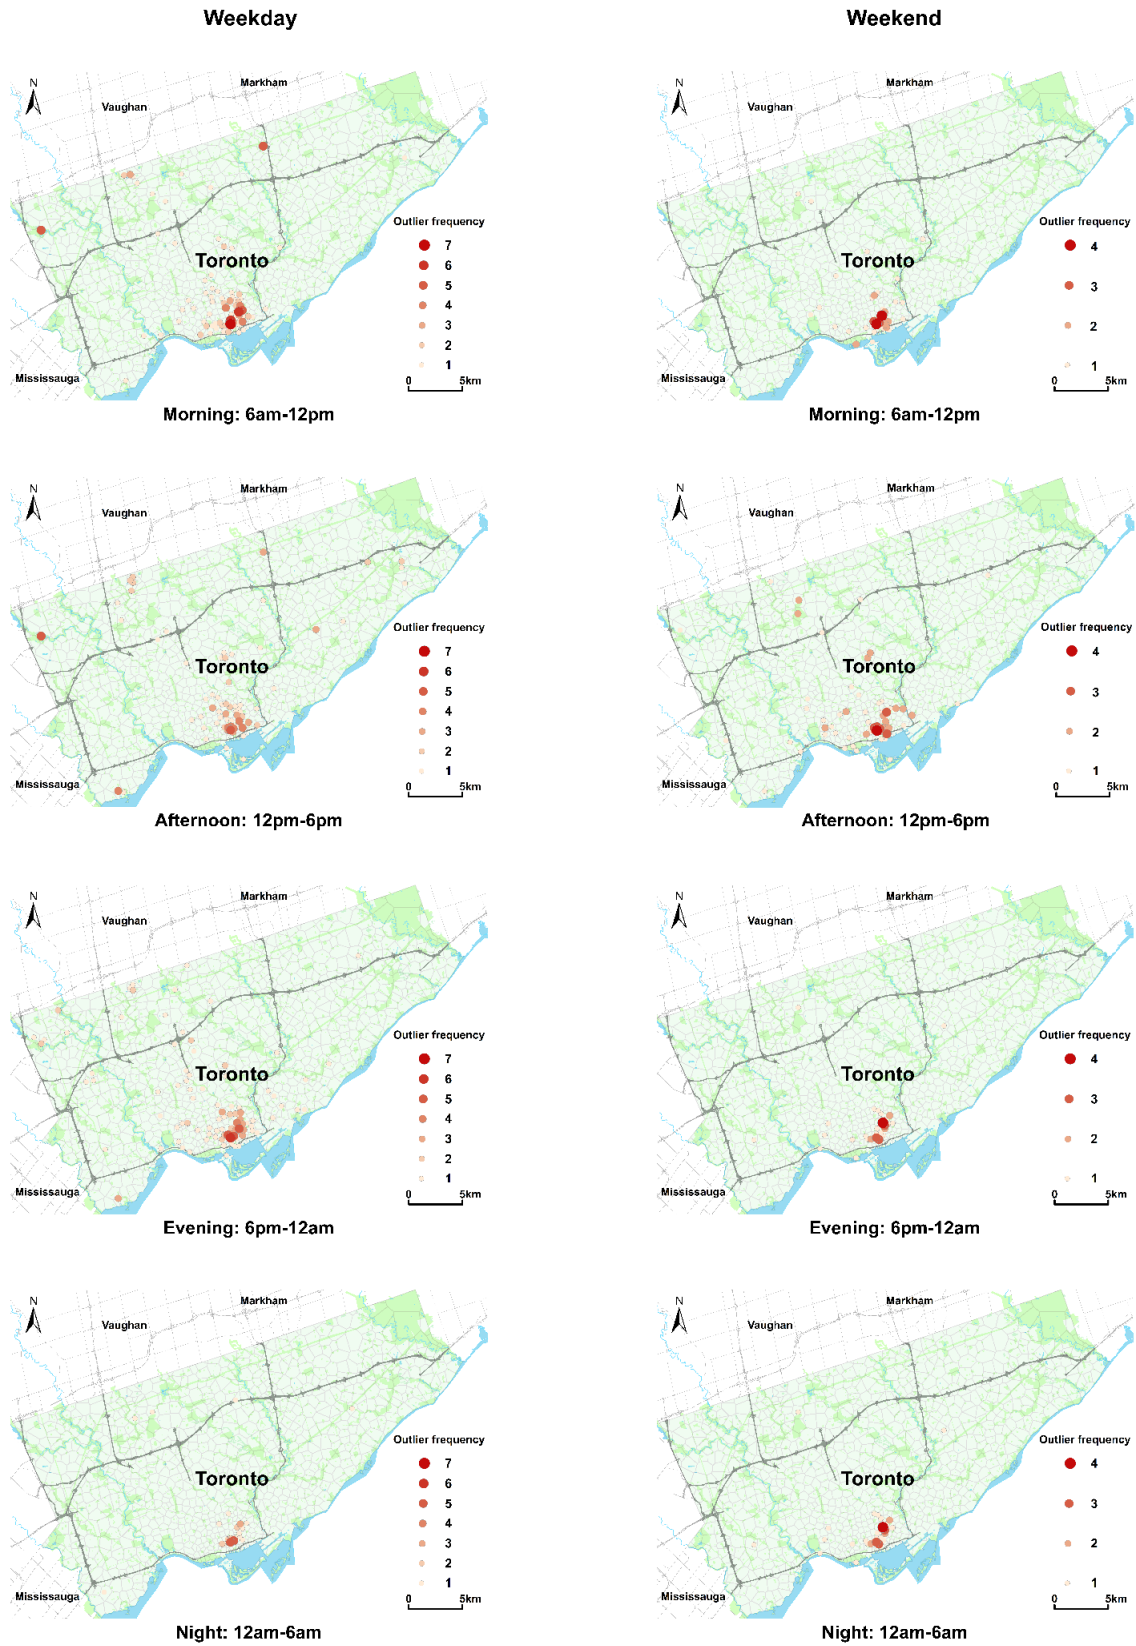 Weekday
Weekend
N
Markham
Vaughan
Outlier frequency
7
Toronto
6
5
4
3
2
1
Mississauga
0 5km
Morning: 6am-12pm
N
Markham
Vaughan
Outlier frequency
4
Toronto
3
2
1
Mississauga
0 5km
Morning: 6am-12pm
N
Markham
Vaughan
Outlier frequency
7
Toronto
6
5
4
3
2
1
Mississauga
0 5km
Afternoon: 12pm-6pm
N
Markham
Vaughan
Outlier frequency
4
Toronto
3
2
1
Mississauga
0 5km
Afternoon: 12pm-6pm
N
Markham
Vaughan
Outlier frequency
7
Toronto
6
5
4
3
2
1
Mississauga
0 5km
Evening: 6pm-12am
N
Markham
Vaughan
Outlier frequency
4
Toronto
3
2
1
Mississauga
0 5km
Evening: 6pm-12am
N
Markham
Vaughan
Outlier frequency
7
Toronto
6
5
4
3
2
1
Mississauga
0 5km
Night: 12am-6am
N
Markham
Vaughan
Outlier frequency
4
Toronto
3
2
1
Mississauga
0 5km
Night: 12am-6am